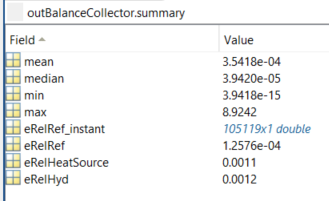 outBalanceCollector.summary
Field Value
mean 3.5418e-04
median 3.9420e-05
min 3.9418e-15
max 8.9242
eRelRef_instant 105119x1 double
eRelRef 1.2576e-04
eRelHeatSource 0.0011
eRelHyd 0.0012